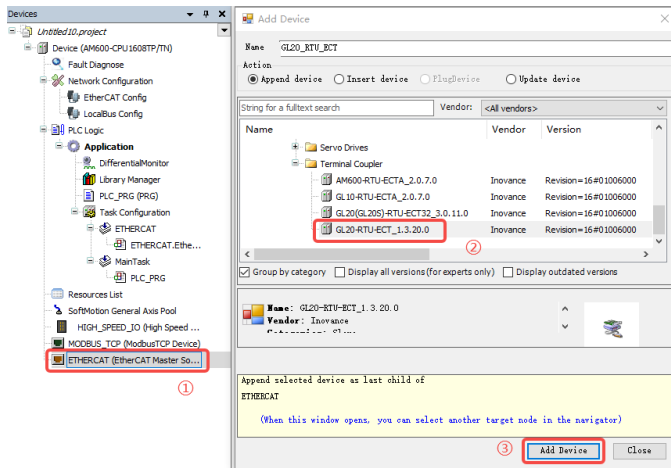 Devices
Untitled10.project
Device (AM600-CPU1608TP/TN)
Fault Diagnose
Network Configuration
EtherCAT Config
LocalBus Config
PLC Logic
Application
DifferentialMonitor
Library Manager
PLC_PRG (PRG)
Task Configuration
ETHERCAT
ETHERCAT.Ethe...
MainTask
PLC_PRG
Resources List
SoftMotion General Axis Pool
HIGH_SPEED_IO (High Speed ...
MODBUS_TCP (ModbusTCP Device)
ETHERCAT (EtherCAT Master So...
①
Add Device
Name GL20_RTU_ECT
Action
Append device Insert device PlugDevice Update device
String for a fulltext search Vendor: <All vendors>
Name Vendor Version
Servo Drives
Terminal Coupler
AM600-RTU-ECTA_2.0.7.0 Inovance Revision=16#01006000
GL10-RTU-ECTA_2.0.7.0 Inovance Revision=16#01006000
GL20(GL20S)-RTU-ECT32_3.0.11.0 Inovance Revision=16#01006000
GL20-RTU-ECT_1.3.20.0 Inovance Revision=16#01006000
②
Group by category Display all versions(for experts only) Display outdated versions
Name: GL20-RTU-ECT_1.3.20.0
Vendor: Inovance
Append selected device as last child of
ETHERCAT
(When this window opens, you can select another target node in the navigator)
③ Add Device Close